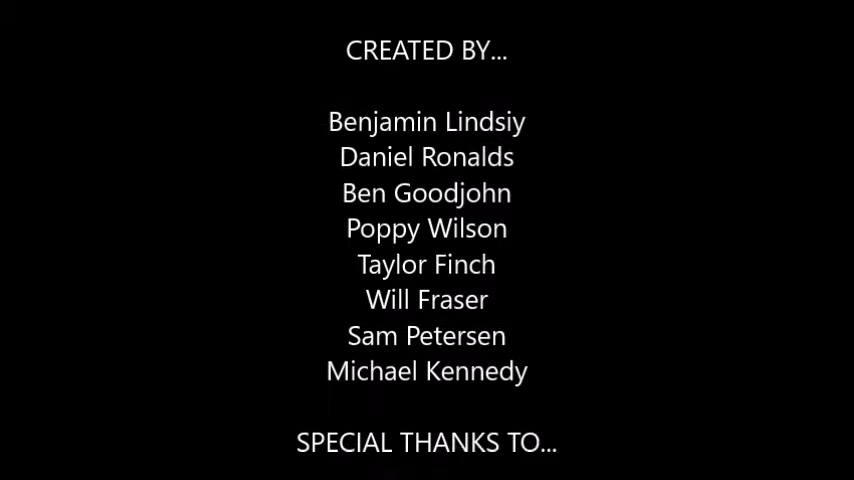 CREATED BY...
Benjamin Lindsiy
Daniel Ronalds
Ben Goodjohn
Poppy Wilson
Taylor Finch
Will Fraser
Sam Petersen
Michael Kennedy
SPECIAL THANKS TO...